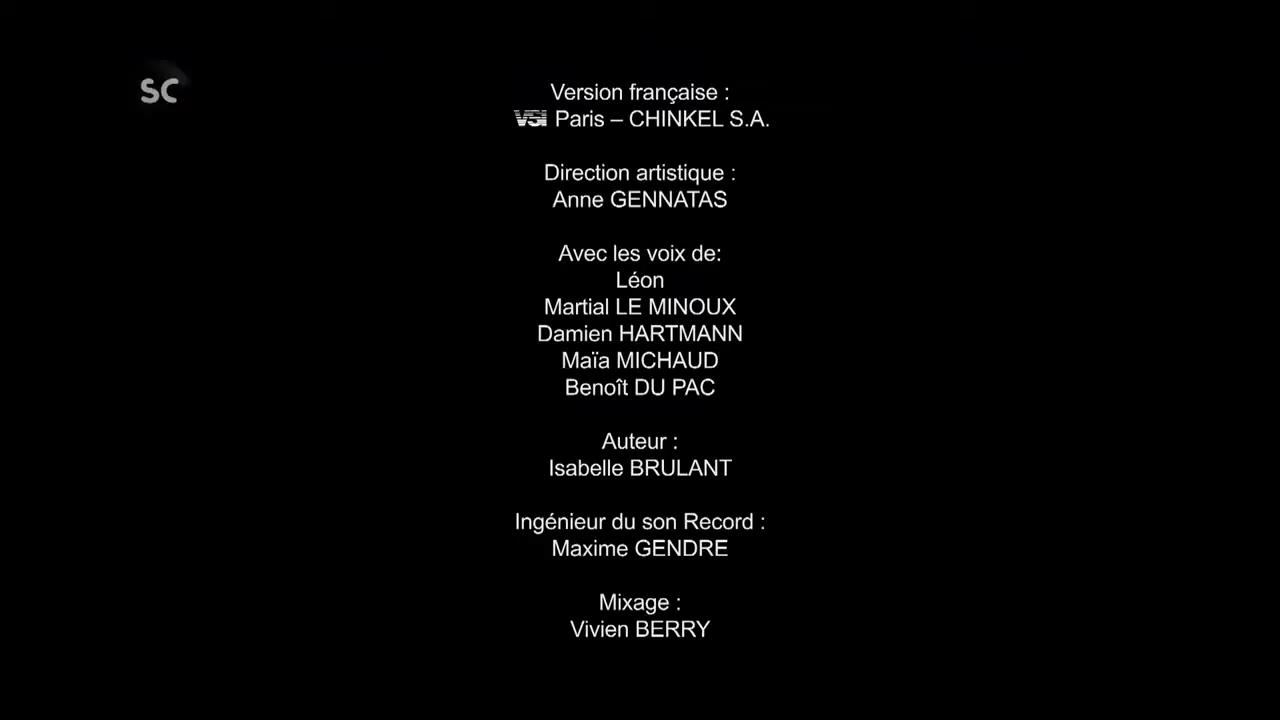 SC
Version française :
VSI Paris – CHINKEL S.A.
Direction artistique :
Anne GENNATAS
Avec les voix de:
Léon
Martial LE MINOUX
Damien HARTMANN
Maïa MICHAUD
Benoît DU PAC
Auteur :
Isabelle BRULANT
Ingénieur du son Record :
Maxime GENDRE
Mixage :
Vivien BERRY